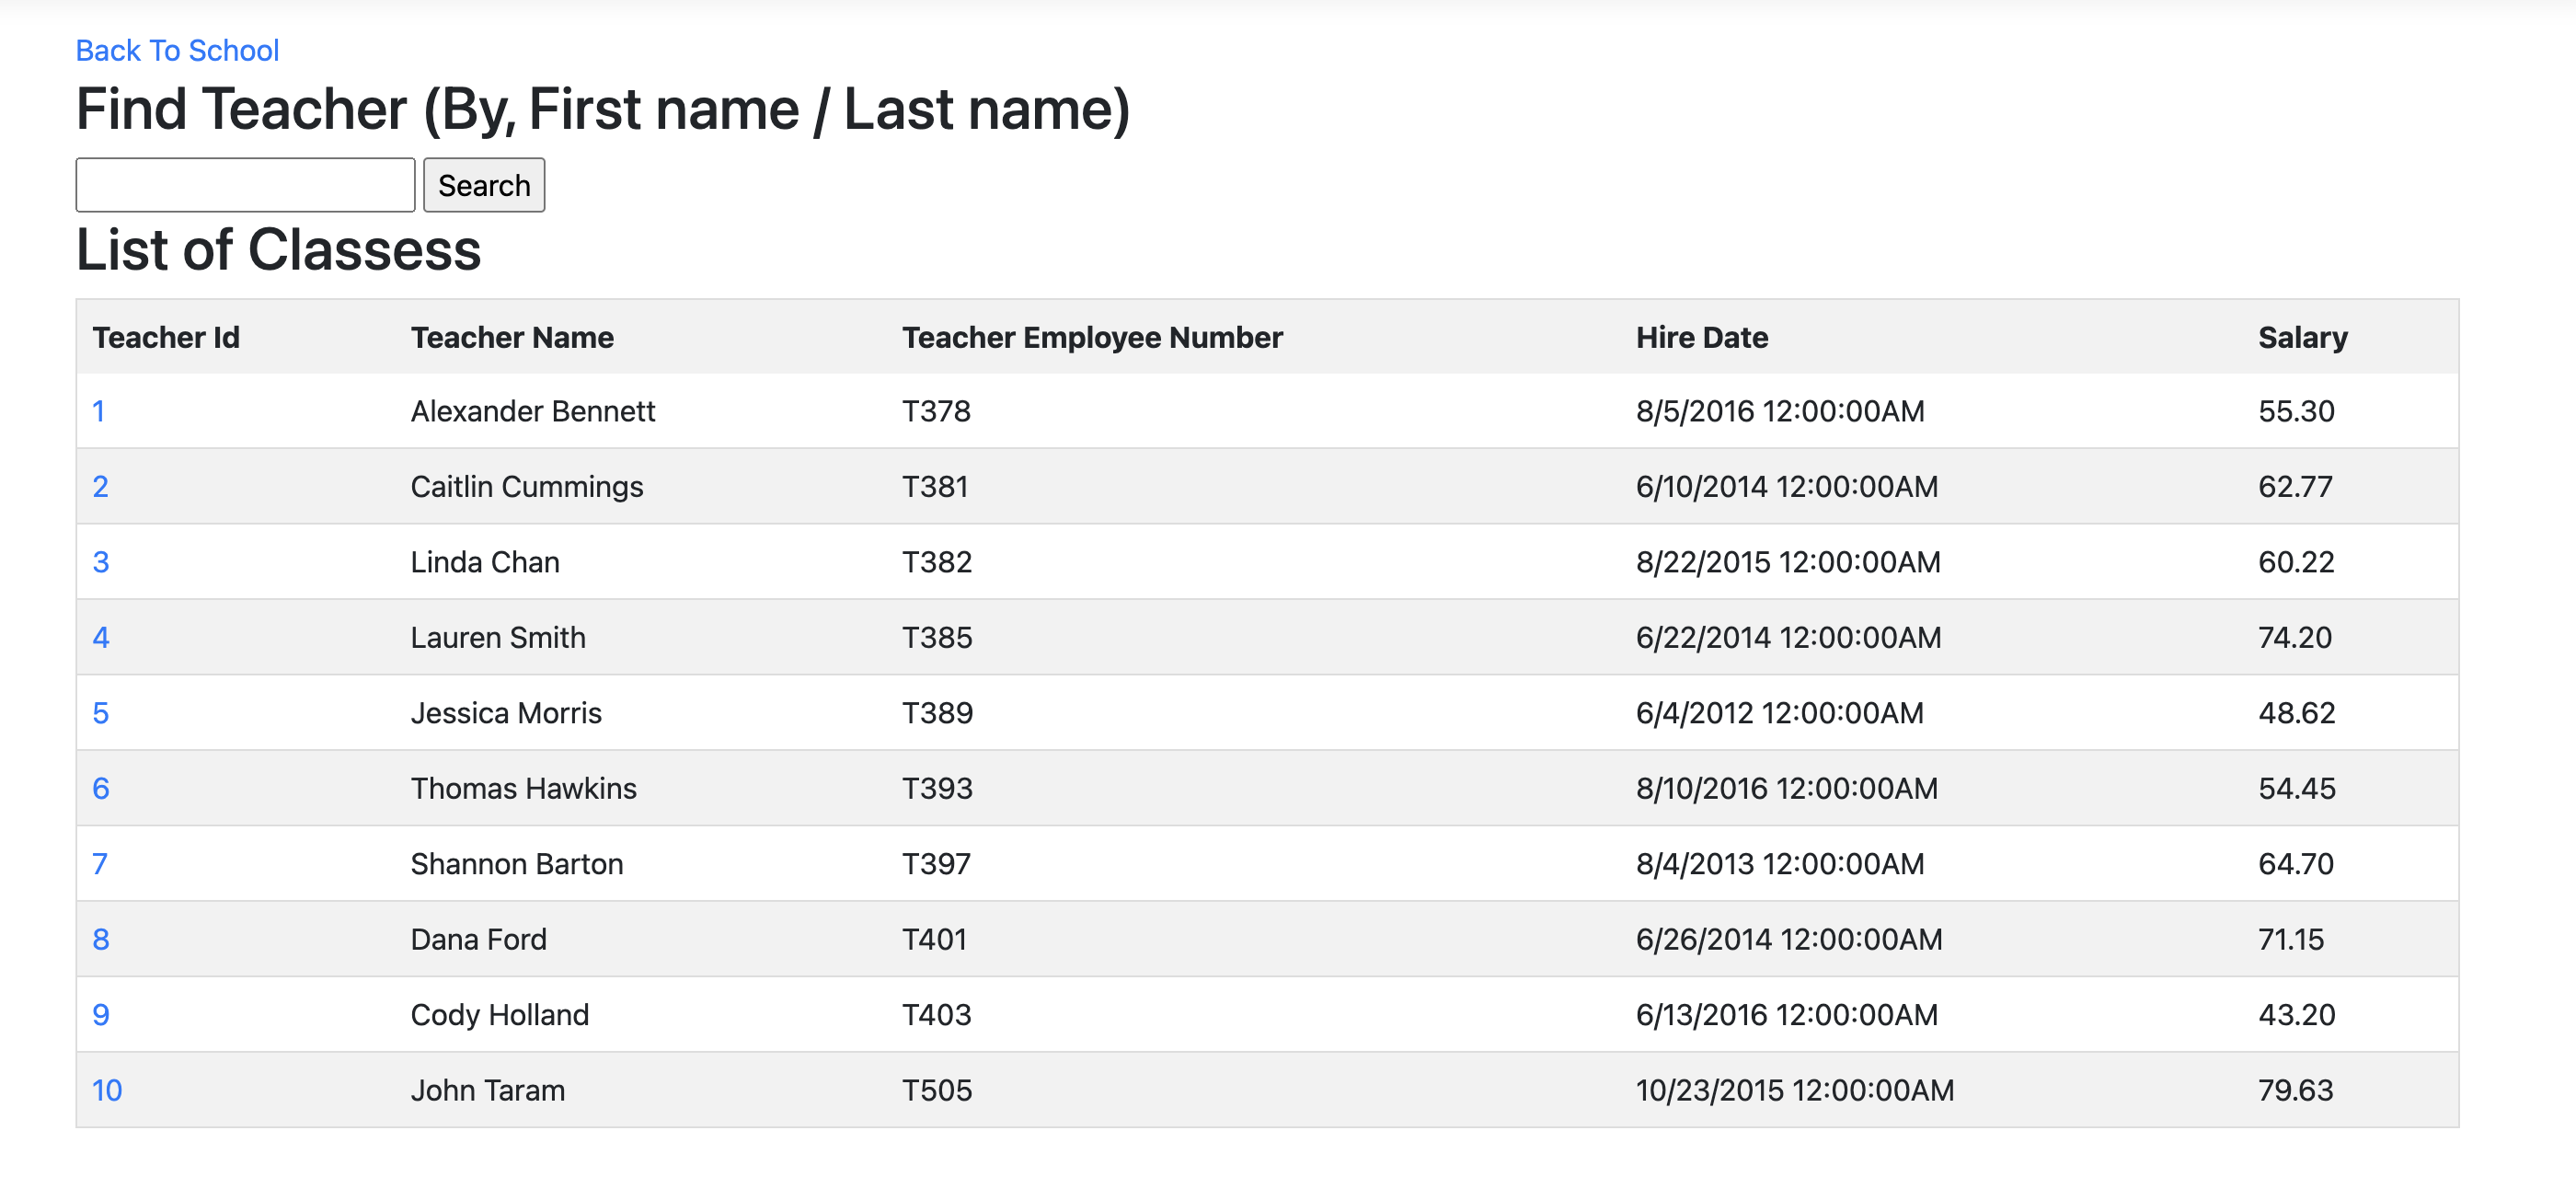 Back To School
Find Teacher (By, First name / Last name)
Search
List of Classess
Teacher Id Teacher Name Teacher Employee Number Hire Date Salary
1 Alexander Bennett T378 8/5/2016 12:00:00AM 55.30
2 Caitlin Cummings T381 6/10/2014 12:00:00AM 62.77
3 Linda Chan T382 8/22/2015 12:00:00AM 60.22
4 Lauren Smith T385 6/22/2014 12:00:00AM 74.20
5 Jessica Morris T389 6/4/2012 12:00:00AM 48.62
6 Thomas Hawkins T393 8/10/2016 12:00:00AM 54.45
7 Shannon Barton T397 8/4/2013 12:00:00AM 64.70
8 Dana Ford T401 6/26/2014 12:00:00AM 71.15
9 Cody Holland T403 6/13/2016 12:00:00AM 43.20
10 John Taram T505 10/23/2015 12:00:00AM 79.63